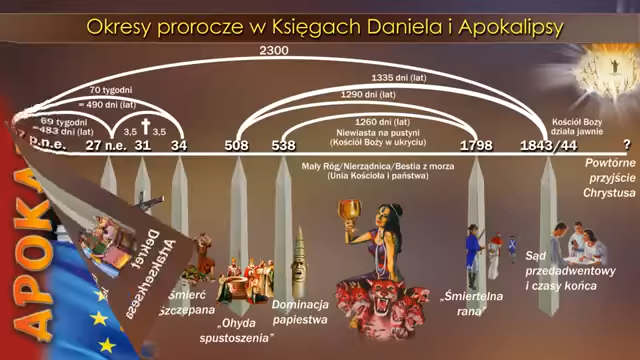 Okresy prorocze w Księgach Daniela i Apokalipsy
2300
70 tygodni
= 490 dni (lat)
69 tygodni
=483 dni (lat)
3,5
3,5
1335 dni (lat)
1290 dni (lat)
1260 dni (lat)
Niewiasta na pustyni
(Kościół Boży w ukryciu)
Kościół Boży
działa jawnie
p.n.e.
27 n.e.
31
34
508
538
1798
1843/44
?
Mały Róg/Nierządnica/Bestia z morza
(Unia Kościoła i państwa)
Powtórne
przyjście
Chrystusa
Dekret
Artakserksesa
Śmierć
Szczepana
„Ohyda
spustoszenia"
Dominacja
papiestwa
„Śmiertelna
rana"
Sąd
przedadwentowy
i czasy końca
APOKA